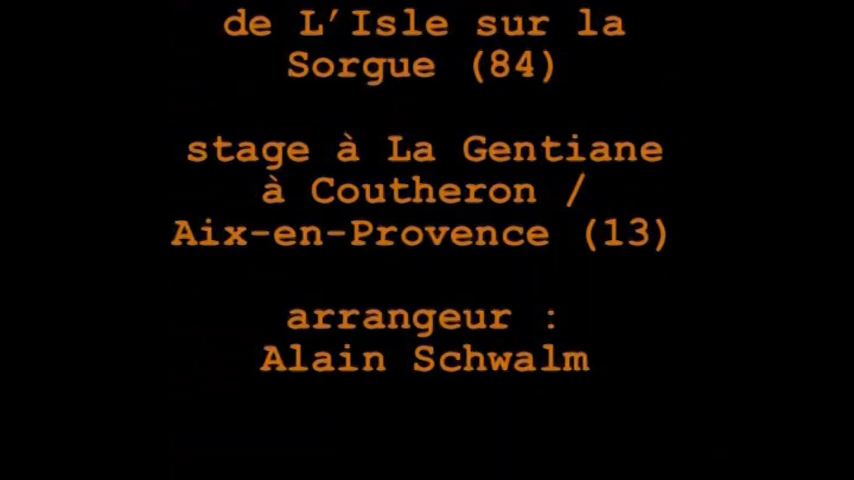 de L'Isle sur la
Sorgue (84)
stage à La Gentiane
à Coutheron /
Aix-en-Provence (13)
arrangeur :
Alain Schwalm